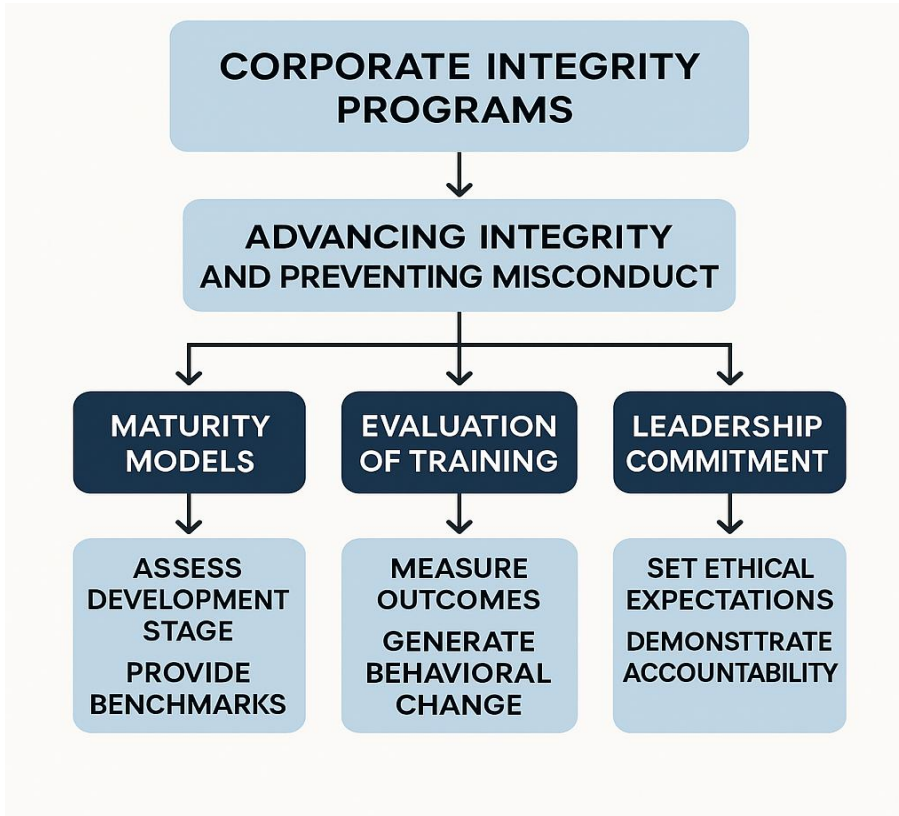 CORPORATE INTEGRITY
PROGRAMS
ADVANCING INTEGRITY
AND PREVENTING MISCONDUCT
MATURITY
MODELS
EVALUATION
OF TRAINING
LEADERSHIP
COMMITMENT
ASSESS
DEVELOPMENT
STAGE
PROVIDE
BENCHMARKS
MEASURE
OUTCOMES
GENERATE
BEHAVIORAL
CHANGE
SET ETHICAL
EXPECTATIONS
DEMONSTTRATE
ACCOUNTABILITY